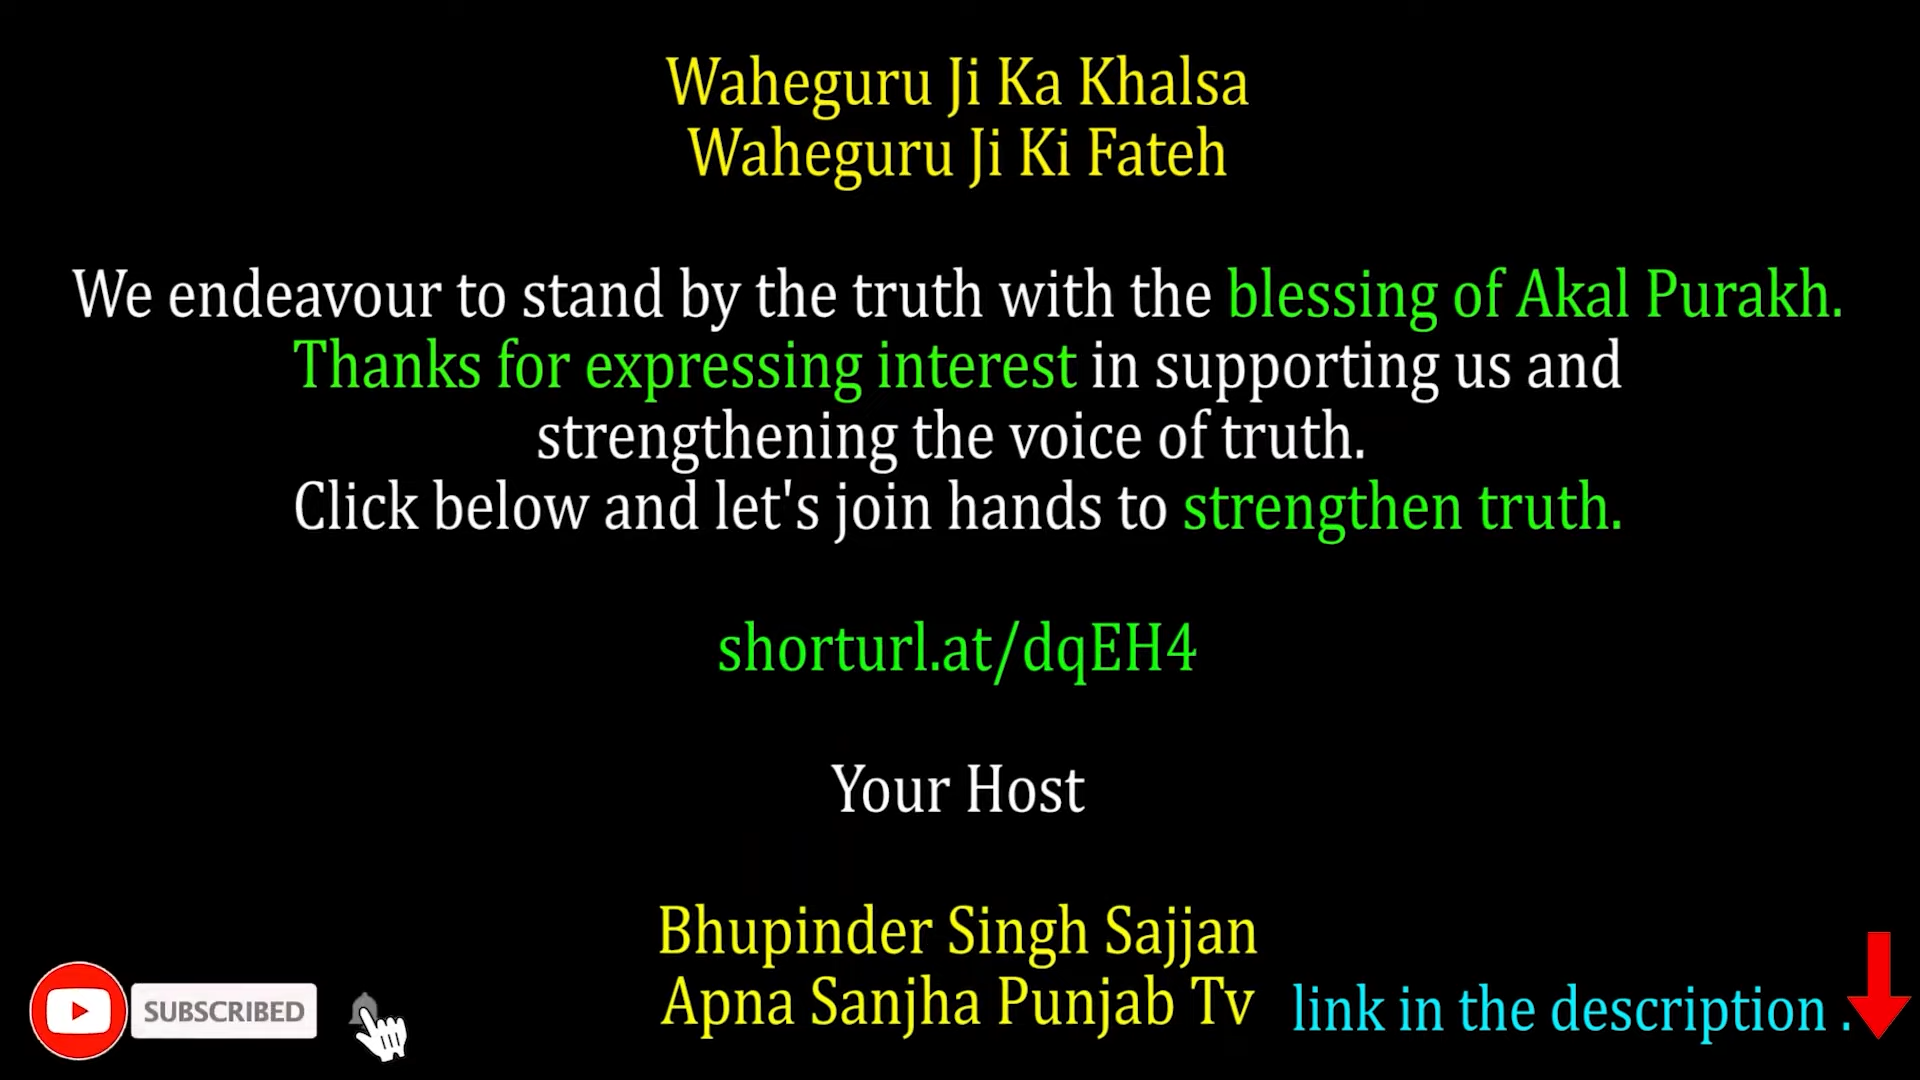 Waheguru Ji Ka Khalsa
Waheguru Ji Ki Fateh
We endeavour to stand by the truth with the blessing of Akal Purakh.
Thanks for expressing interest in supporting us and
strengthening the voice of truth.
Click below and let's join hands to strengthen truth.
shorturl.at/dqEH4
Your Host
Bhupinder Singh Sajjan
Apna Sanjha Punjab Tv
link in the description .
SUBSCRIBED